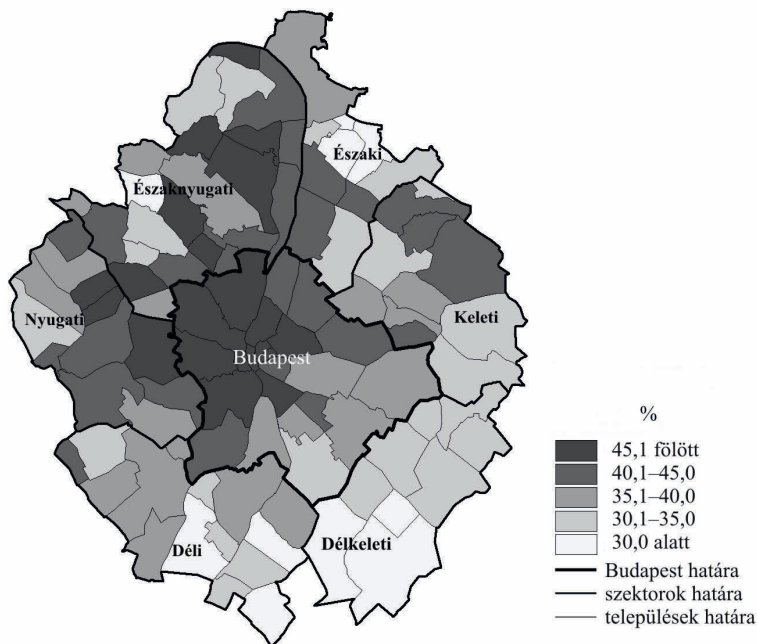 Északi
Északnyugati
Nyugati
Keleti
Budapest
Déli
Délkeleti
%
45,1 fölött
40,1–45,0
35,1–40,0
30,1–35,0
30,0 alatt
Budapest határa
szektorok határa
települések határa